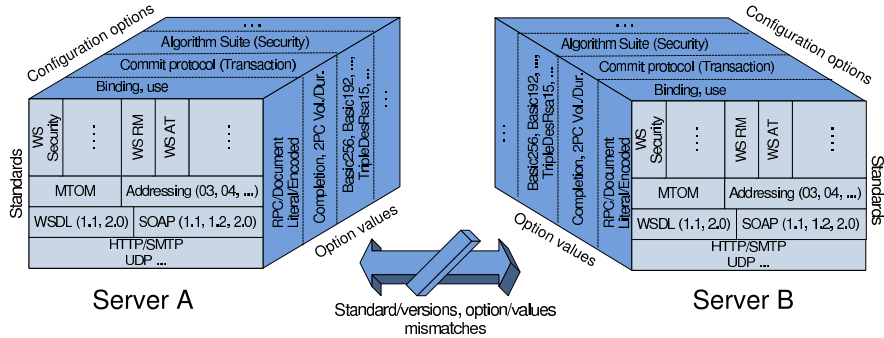 Configuration options
...
Algorithm Suite (Security)
Commit protocol (Transaction)
Binding, use
Standards
WS
Security
...
WS RM
WS AT
...
MTOM
Addressing (03, 04, ...)
WSDL (1.1, 2.0)
SOAP (1.1, 1.2, 2.0)
HTTP/SMTP
UDP ...
RPC/Document
Literal/Encoded
Completion, 2PC Vol./Dur.
Basic256, Basic192, ...,
TripleDesRsa15, ...
...
Option values
Server A
Standard/versions, option/values
mismatches
Configuration options
...
Algorithm Suite (Security)
Commit protocol (Transaction)
Binding, use
...
Basic256, Basic192, ...,
TripleDesRsa15, ...
Completion, 2PC Vol./Dur.
RPC/Document
Literal/Encoded
Option values
WS
Security
...
WS RM
WS AT
...
MTOM
Addressing (03, 04, ...)
WSDL (1.1, 2.0)
SOAP (1.1, 1.2, 2.0)
HTTP/SMTP
UDP ...
Standards
Server B